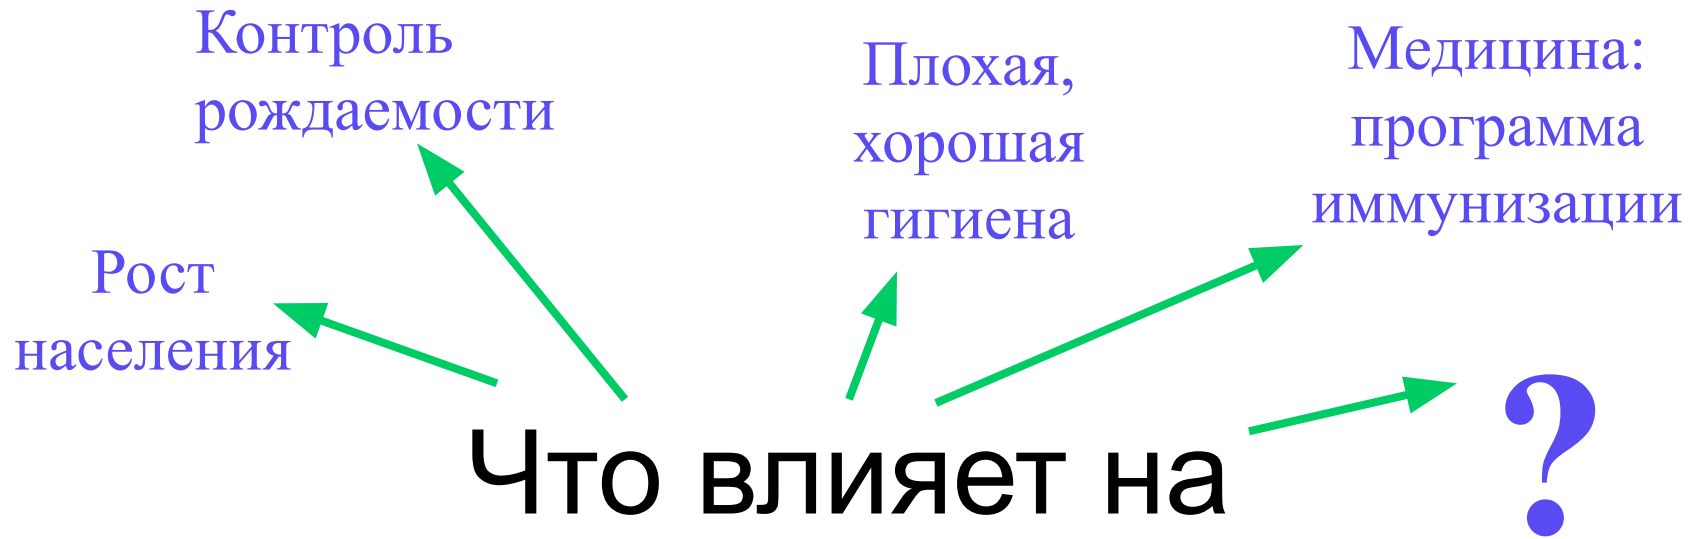 Контроль
рождаемости
Плохая,
хорошая
гигиена
Медицина:
программа
иммунизации
Рост
населения
Что влияет на
?